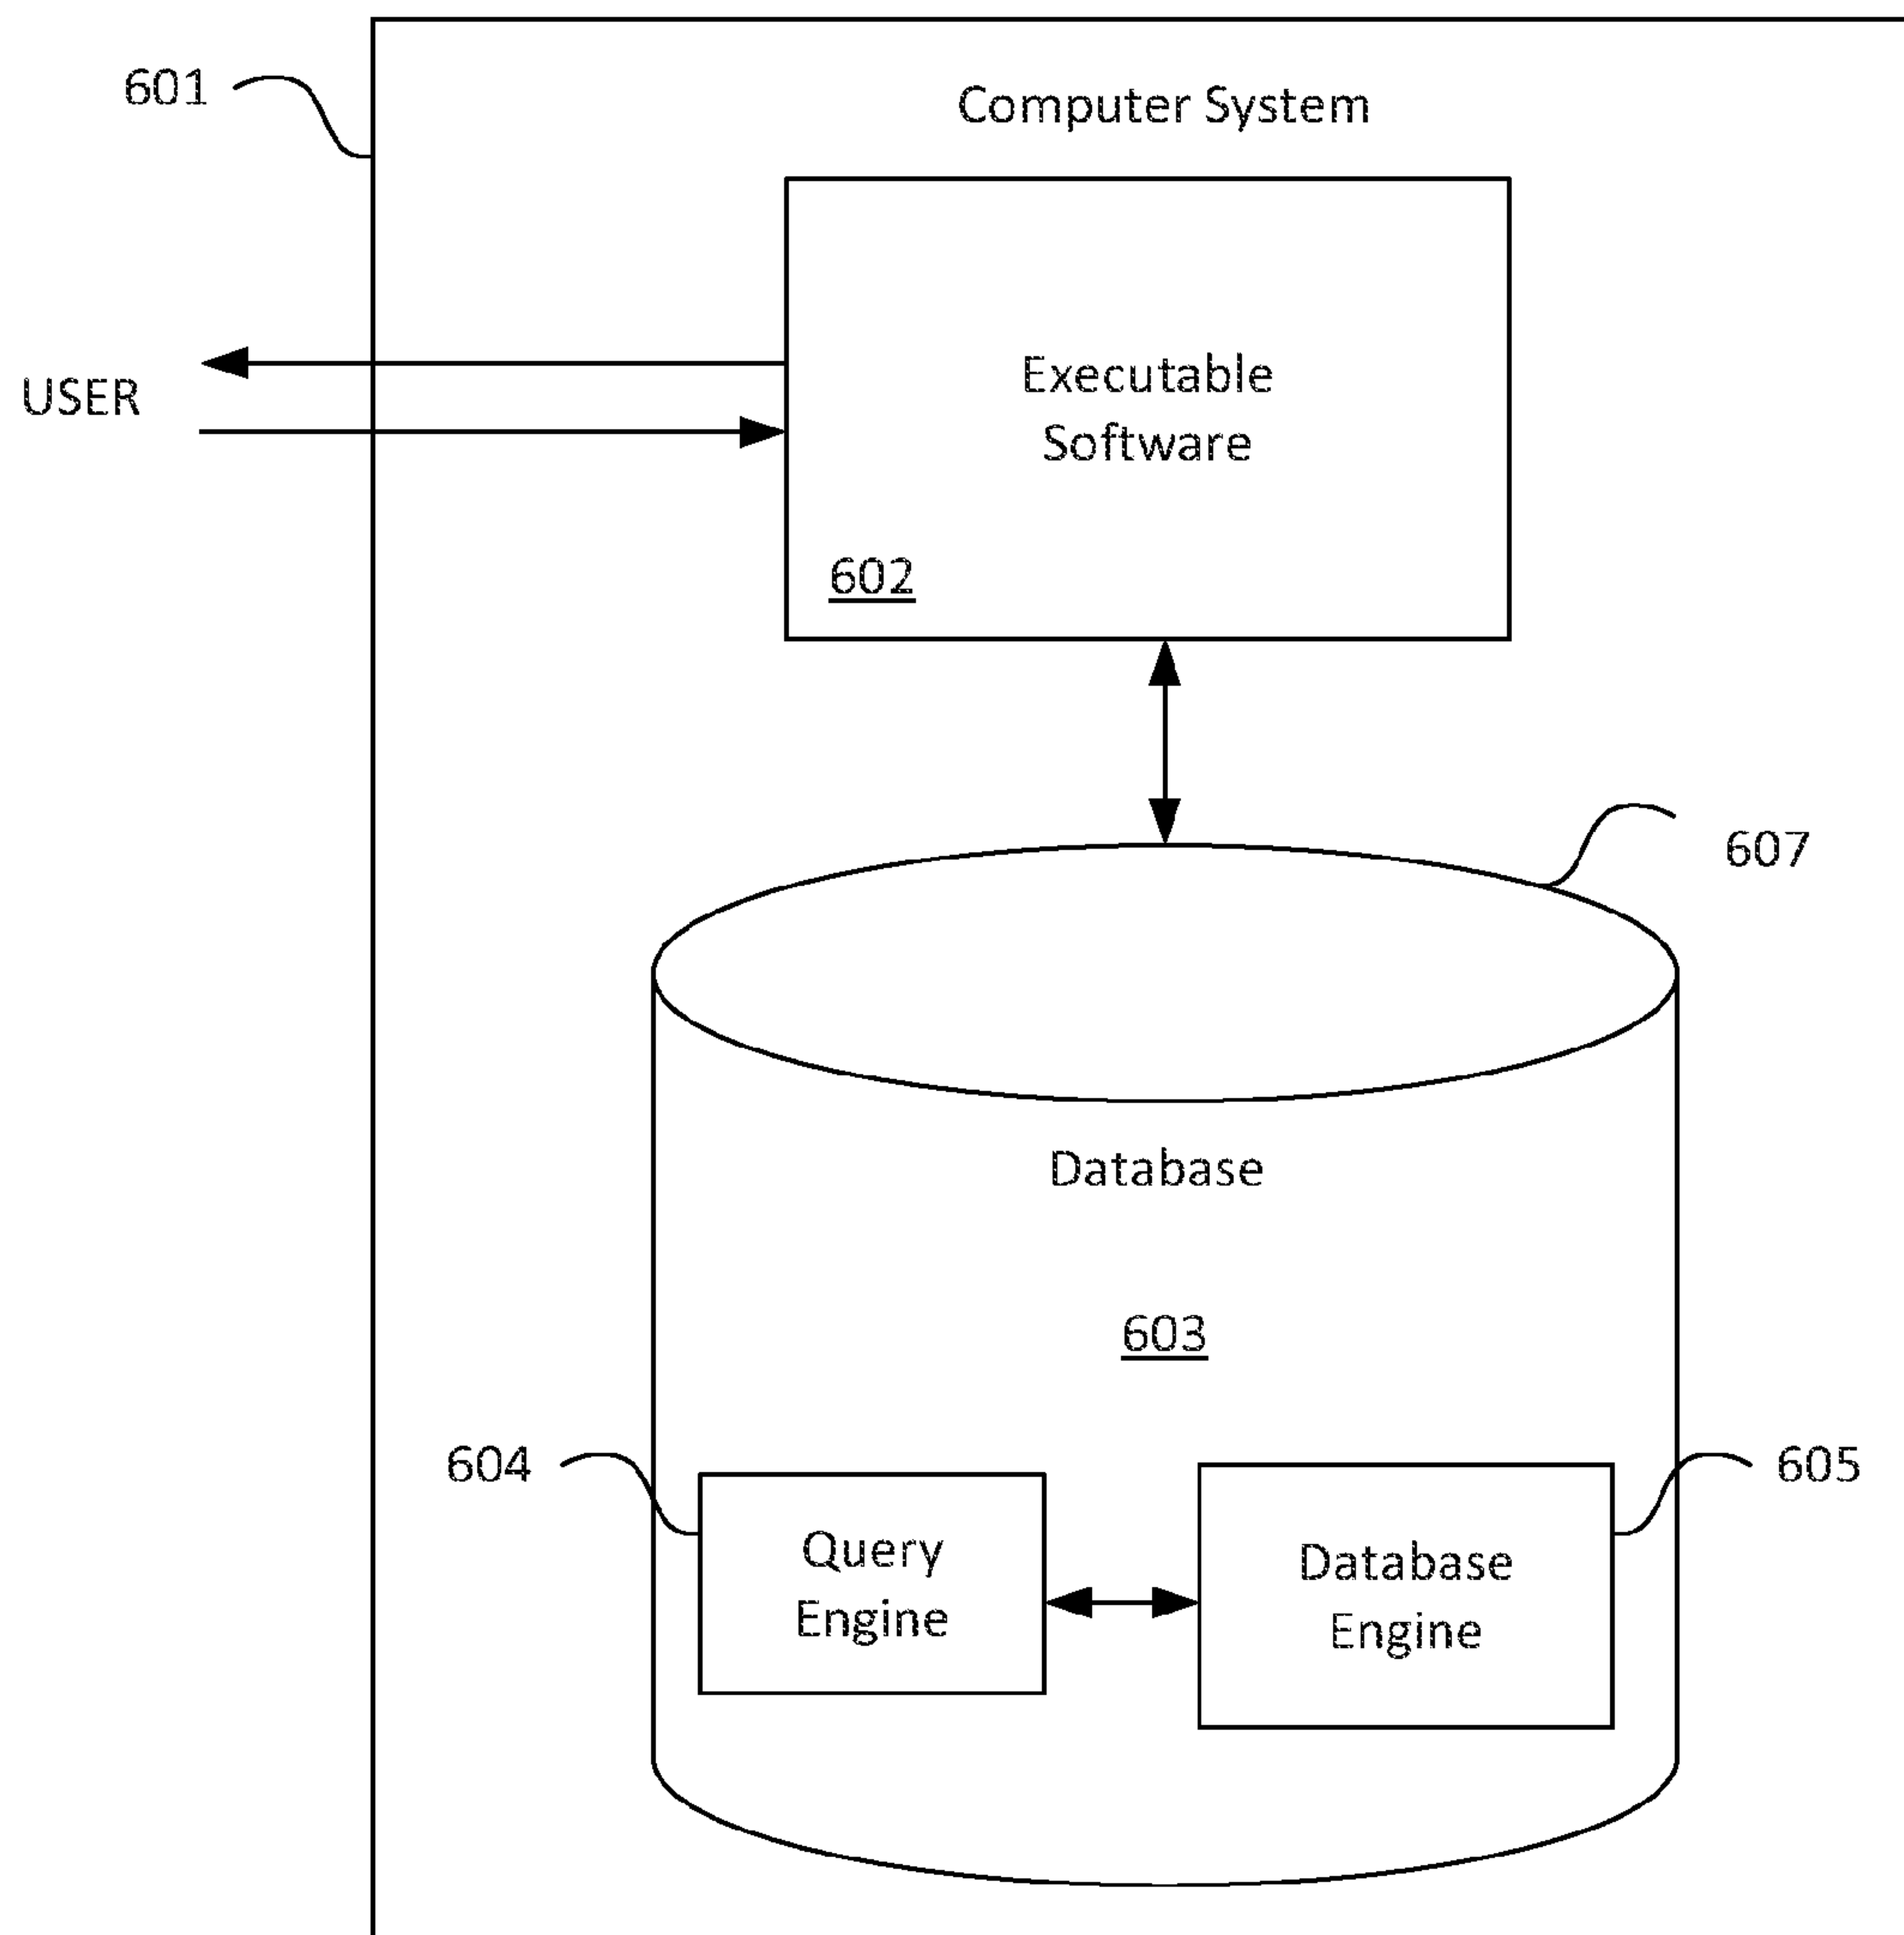 601
Computer System
USER
Executable
Software
602
607
Database
603
604
605
Query
Engine
Database
Engine